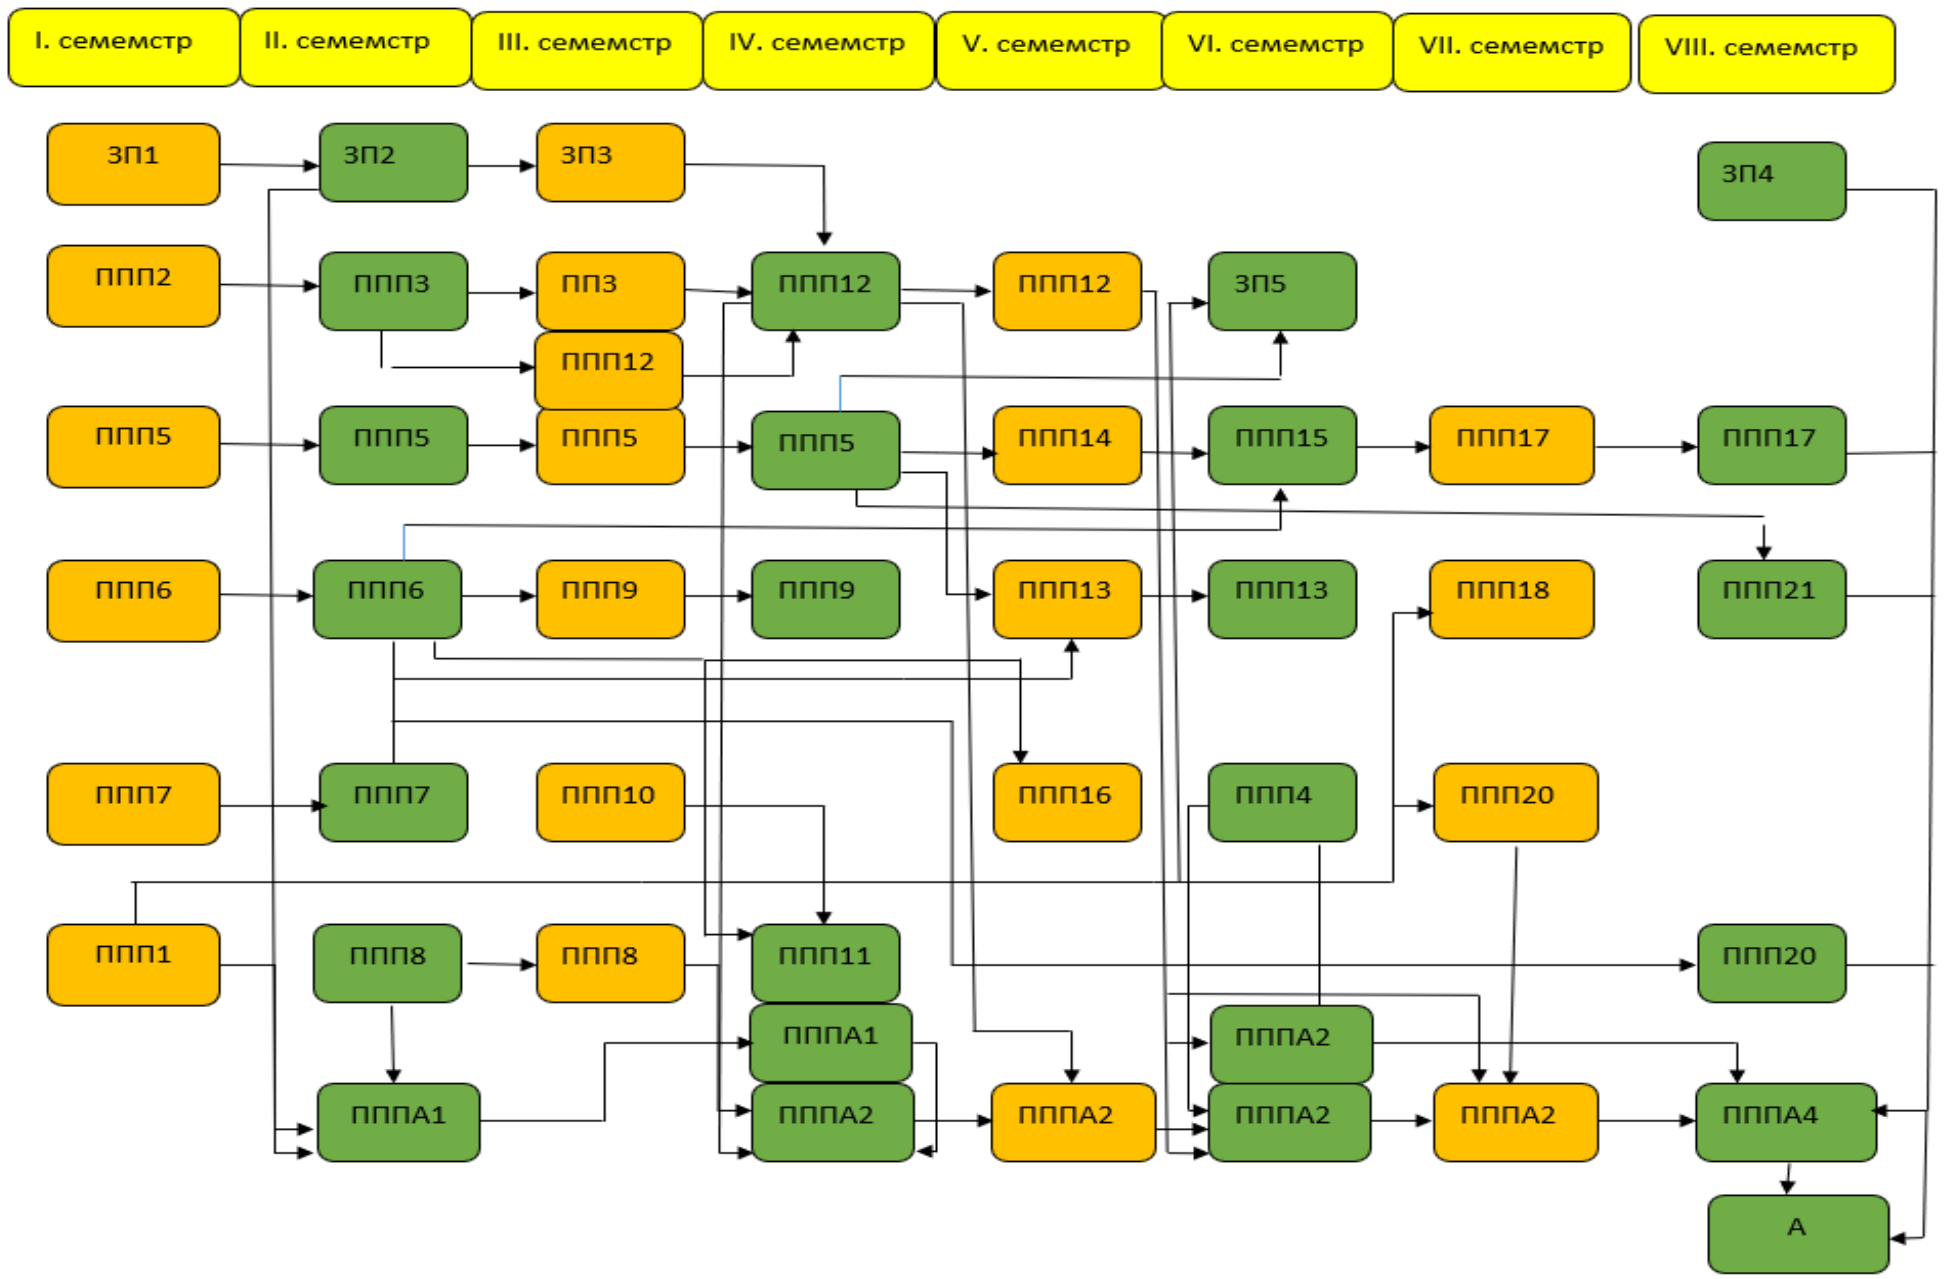 I. семемстр
II. семемстр
III. семемстр
IV. семемстр
V. семемстр
VI. семемстр
VII. семемстр
VIII. семемстр
ЗП1
ЗП2
ЗП3
ЗП4
ППП2
ППП3
ПП3
ППП12
ППП12
ЗП5
ППП12
ППП5
ППП5
ППП5
ППП5
ППП14
ППП15
ППП17
ППП17
ППП6
ППП6
ППП9
ППП9
ППП13
ППП13
ППП18
ППП21
ППП7
ППП7
ППП10
ППП16
ППП4
ППП20
ППП1
ППП8
ППП8
ППП11
ППП20
ПППА1
ПППА2
ПППА1
ПППА2
ПППА2
ПППА2
ПППА2
ПППА4
А